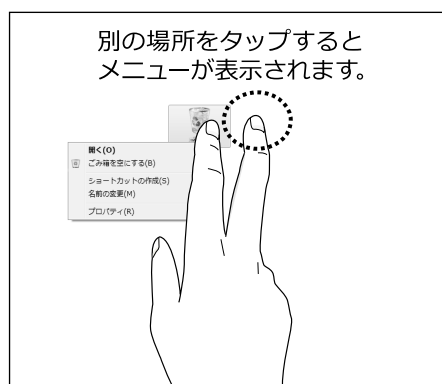 別の場所をタップすると
メニューが表示されます。
開く(O)
ごみ箱を空にする(B)
ショートカットの作成(S)
名前の変更(M)
プロパティ(R)